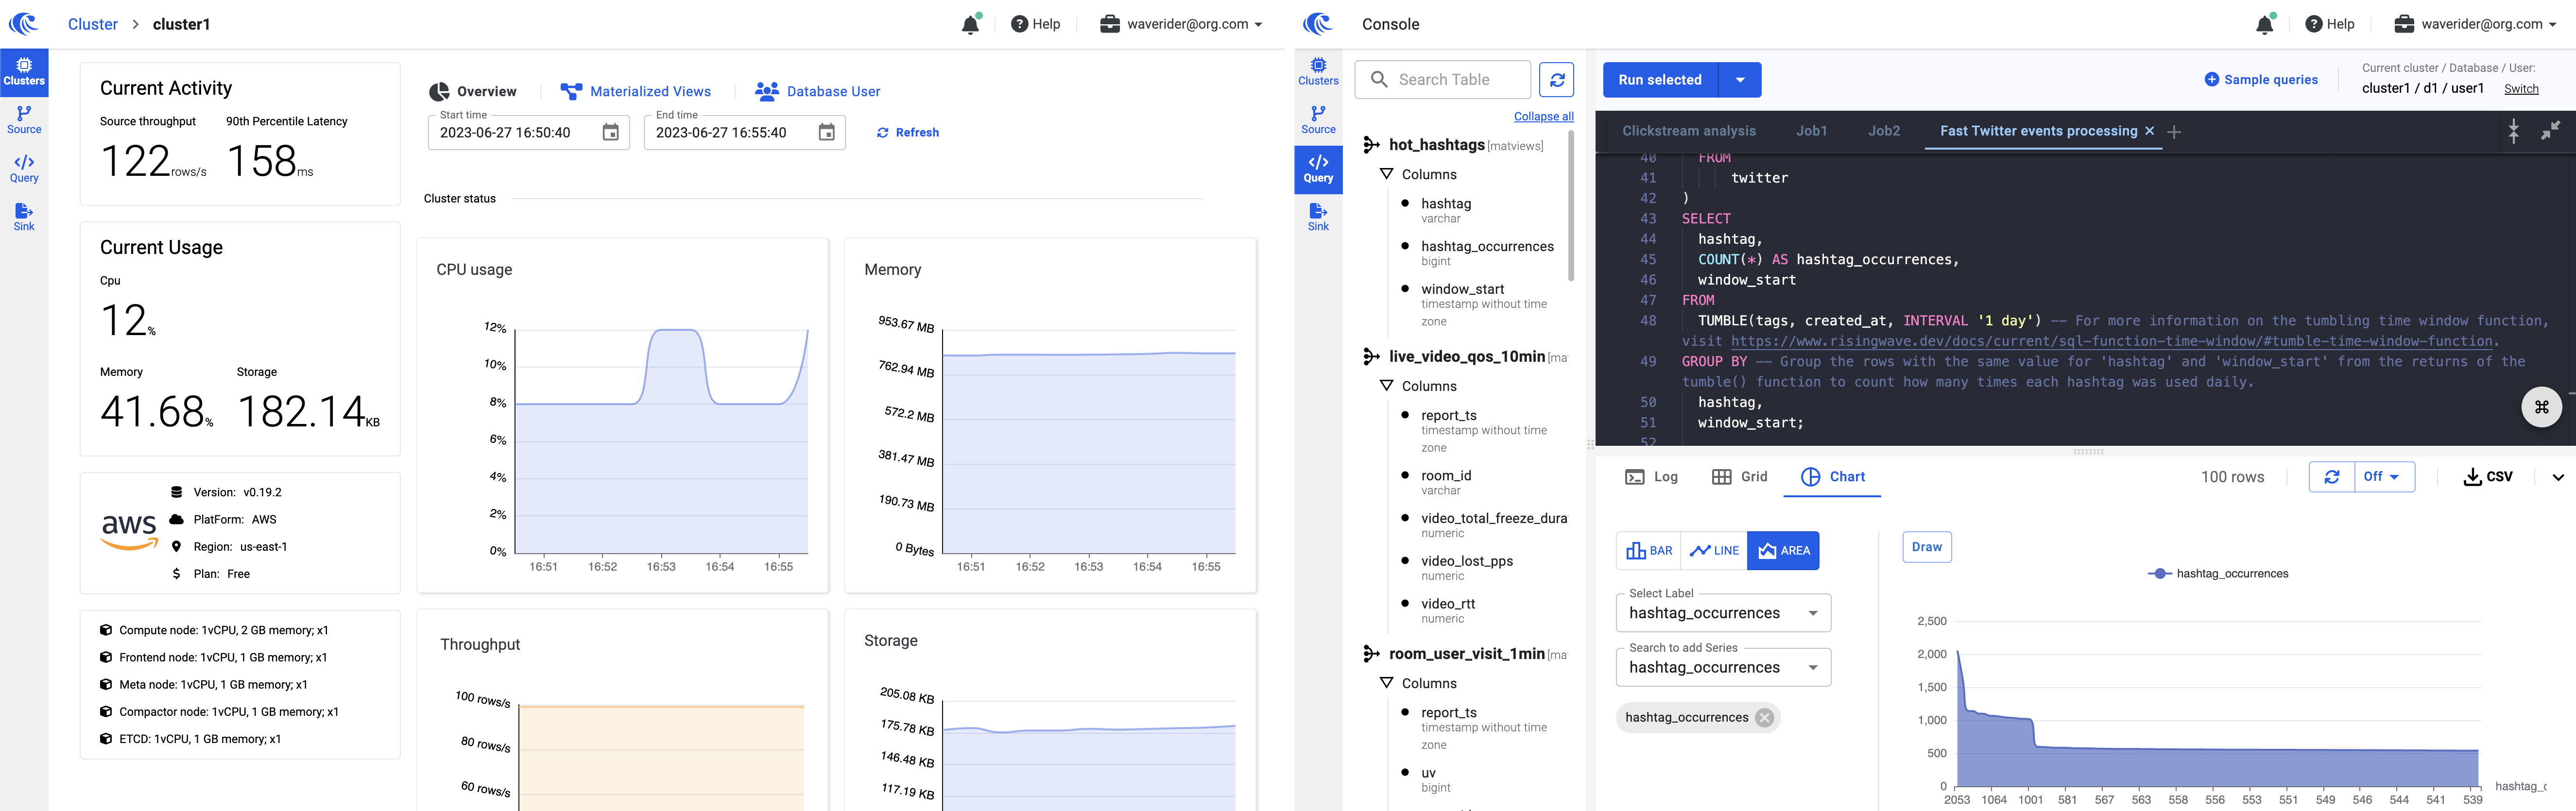 Cluster > cluster1
Help
waverider@org.com
Clusters
Source
Query
Sink
Current Activity
Source throughput 90th Percentile Latency
122 rows/s 158 ms
Current Usage
Cpu
12 %
Memory Storage
41.68 % 182.14 KB
aws
Version: v0.19.2
PlatForm: AWS
Region: us-east-1
Plan: Free
Compute node: 1vCPU, 2 GB memory; x1
Frontend node: 1vCPU, 1 GB memory; x1
Meta node: 1vCPU, 1 GB memory; x1
Compactor node: 1vCPU, 1 GB memory; x1
ETCD: 1vCPU, 1 GB memory; x1
Overview Materialized Views Database User
Start time End time
2023-06-27 16:50:40 2023-06-27 16:55:40 Refresh
Cluster status
CPU usage
12%
10%
8%
6%
4%
2%
0%
16:51 16:52 16:53 16:54 16:55
Memory
953.67 MB
762.94 MB
572.2 MB
381.47 MB
190.73 MB
0 Bytes
16:51 16:52 16:53 16:54 16:55
Throughput
100 rows/s
80 rows/s
60 rows/s
Storage
205.08 KB
175.78 KB
146.48 KB
117.19 KB
Console
Help
waverider@org.com
Clusters
Source
Query
Sink
Search Table
Collapse all
hot_hashtags [matviews]
Columns
hashtag
varchar
hashtag_occurrences
bigint
window_start
timestamp without time
zone
live_video_qos_10min [ma
Columns
report_ts
timestamp without time
zone
room_id
varchar
video_total_freeze_dura
numeric
video_lost_pps
numeric
video_rtt
numeric
room_user_visit_1min [ma
Columns
report_ts
timestamp without time
zone
uv
bigint
Run selected
Sample queries
Current cluster / Database / User:
cluster1 / d1 / user1 Switch
Clickstream analysis Job1 Job2 Fast Twitter events processing × +
40 FROM
41 twitter
42 )
43 SELECT
44 hashtag,
45 COUNT(*) AS hashtag_occurrences,
46 window_start
47 FROM
48 TUMBLE(tags, created_at, INTERVAL '1 day') -- For more information on the tumbling time window function,
visit https://www.risingwave.dev/docs/current/sql-function-time-window/#tumble-time-window-function.
49 GROUP BY -- Group the rows with the same value for 'hashtag' and 'window_start' from the returns of the
tumble() function to count how many times each hashtag was used daily.
50 hashtag,
51 window_start;
52
Log Grid Chart
100 rows Off CSV
BAR LINE AREA
Select Label
hashtag_occurrences
Search to add Series
hashtag_occurrences
hashtag_occurrences
Draw
hashtag_occurrences
2,500
2,000
1,500
1,000
500
0
2053 1064 1001 581 567 563 558 556 553 551 549 546 544 541 539
hashtag_c